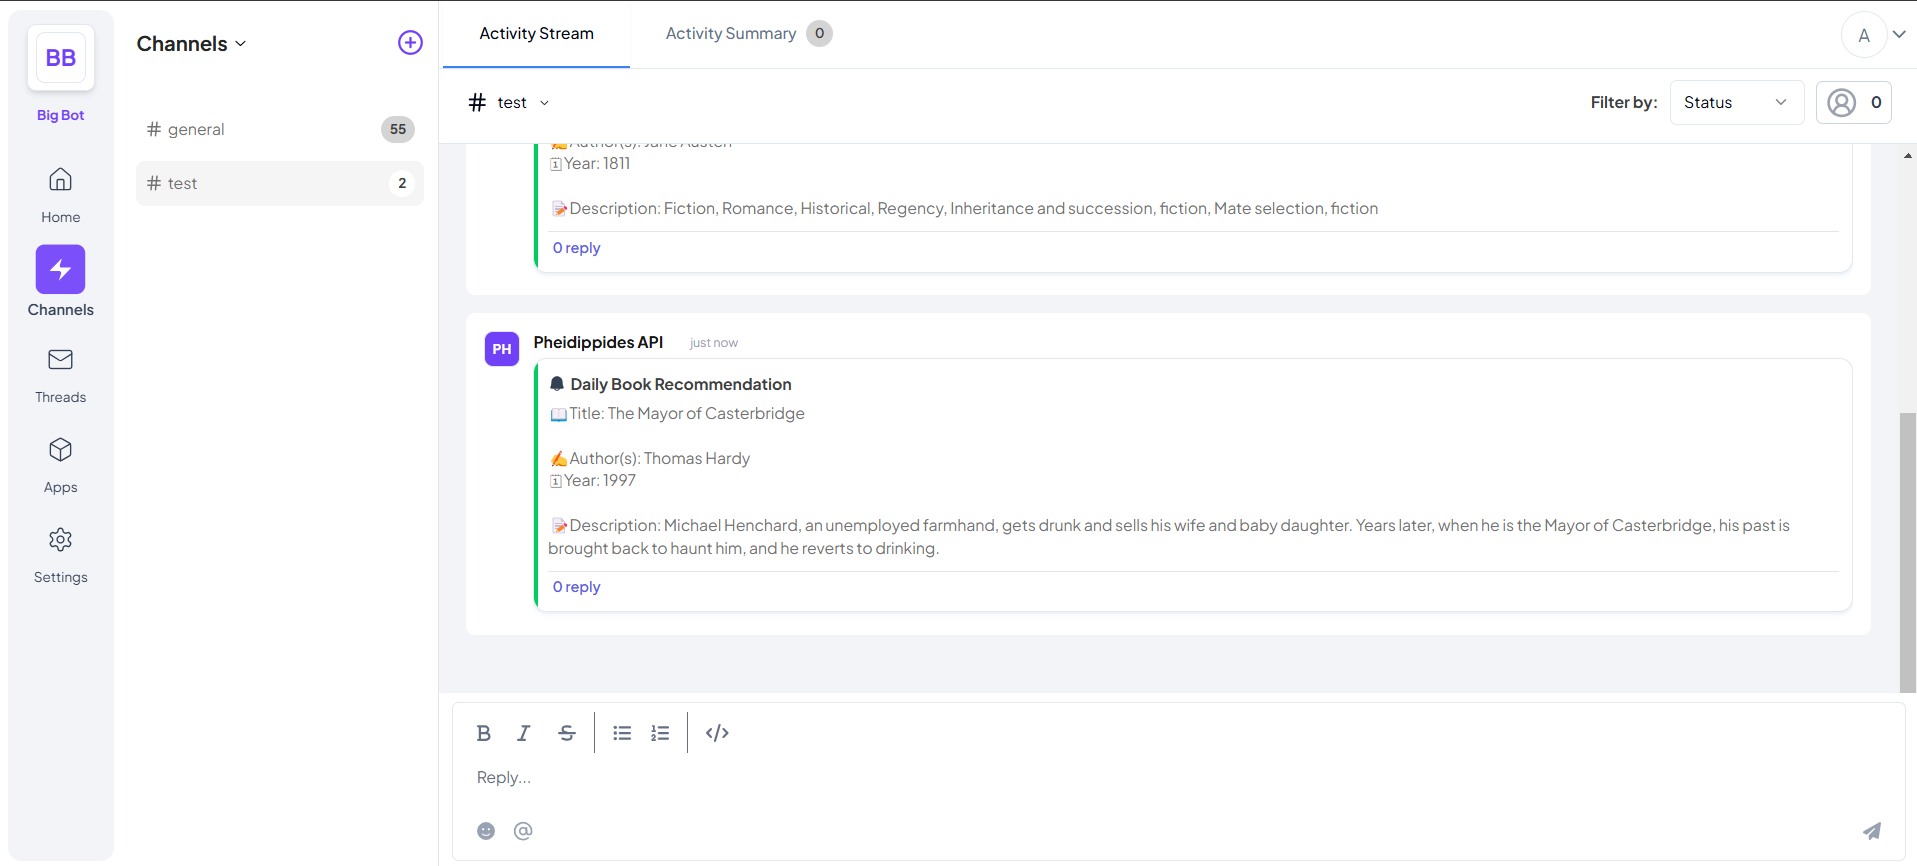 BB
Big Bot
Home
Channels
Threads
Apps
Settings
Channels
# general 55
# test 2
Activity Stream
Activity Summary 0
A
# test
Filter by: Status 0
Author(s): Jane Austen
Year: 1811
Description: Fiction, Romance, Historical, Regency, Inheritance and succession, fiction, Mate selection, fiction
0 reply
PH
Pheidippides API just now
Daily Book Recommendation
Title: The Mayor of Casterbridge
Author(s): Thomas Hardy
Year: 1997
Description: Michael Henchard, an unemployed farmhand, gets drunk and sells his wife and baby daughter. Years later, when he is the Mayor of Casterbridge, his past is
brought back to haunt him, and he reverts to drinking.
0 reply
Reply...